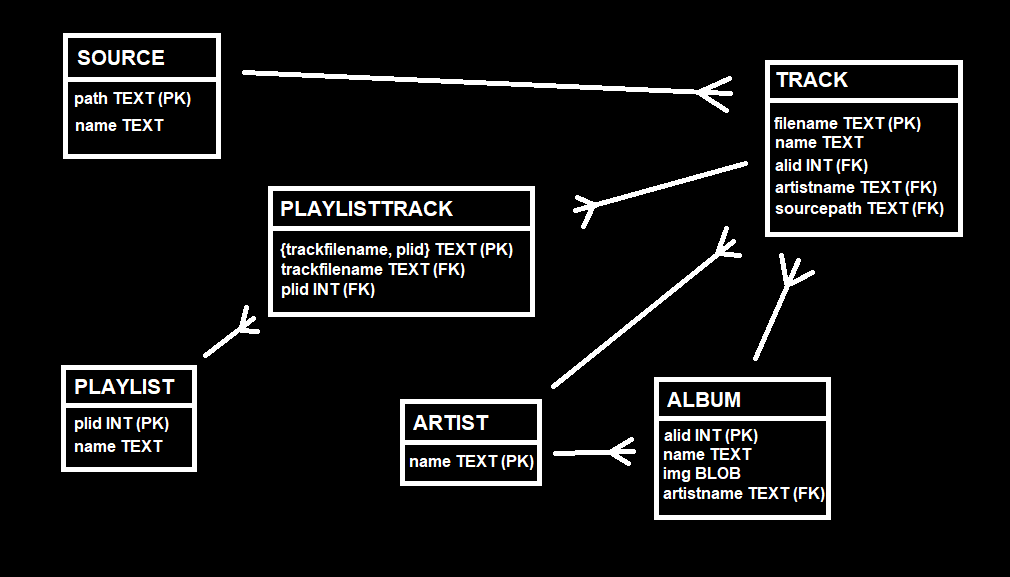 SOURCE
path TEXT (PK)
name TEXT
TRACK
filename TEXT (PK)
name TEXT
alid INT (FK)
artistname TEXT (FK)
sourcepath TEXT (FK)
PLAYLISTTRACK
{trackfilename, plid} TEXT (PK)
trackfilename TEXT (FK)
plid INT (FK)
PLAYLIST
plid INT (PK)
name TEXT
ARTIST
name TEXT (PK)
ALBUM
alid INT (PK)
name TEXT
img BLOB
artistname TEXT (FK)